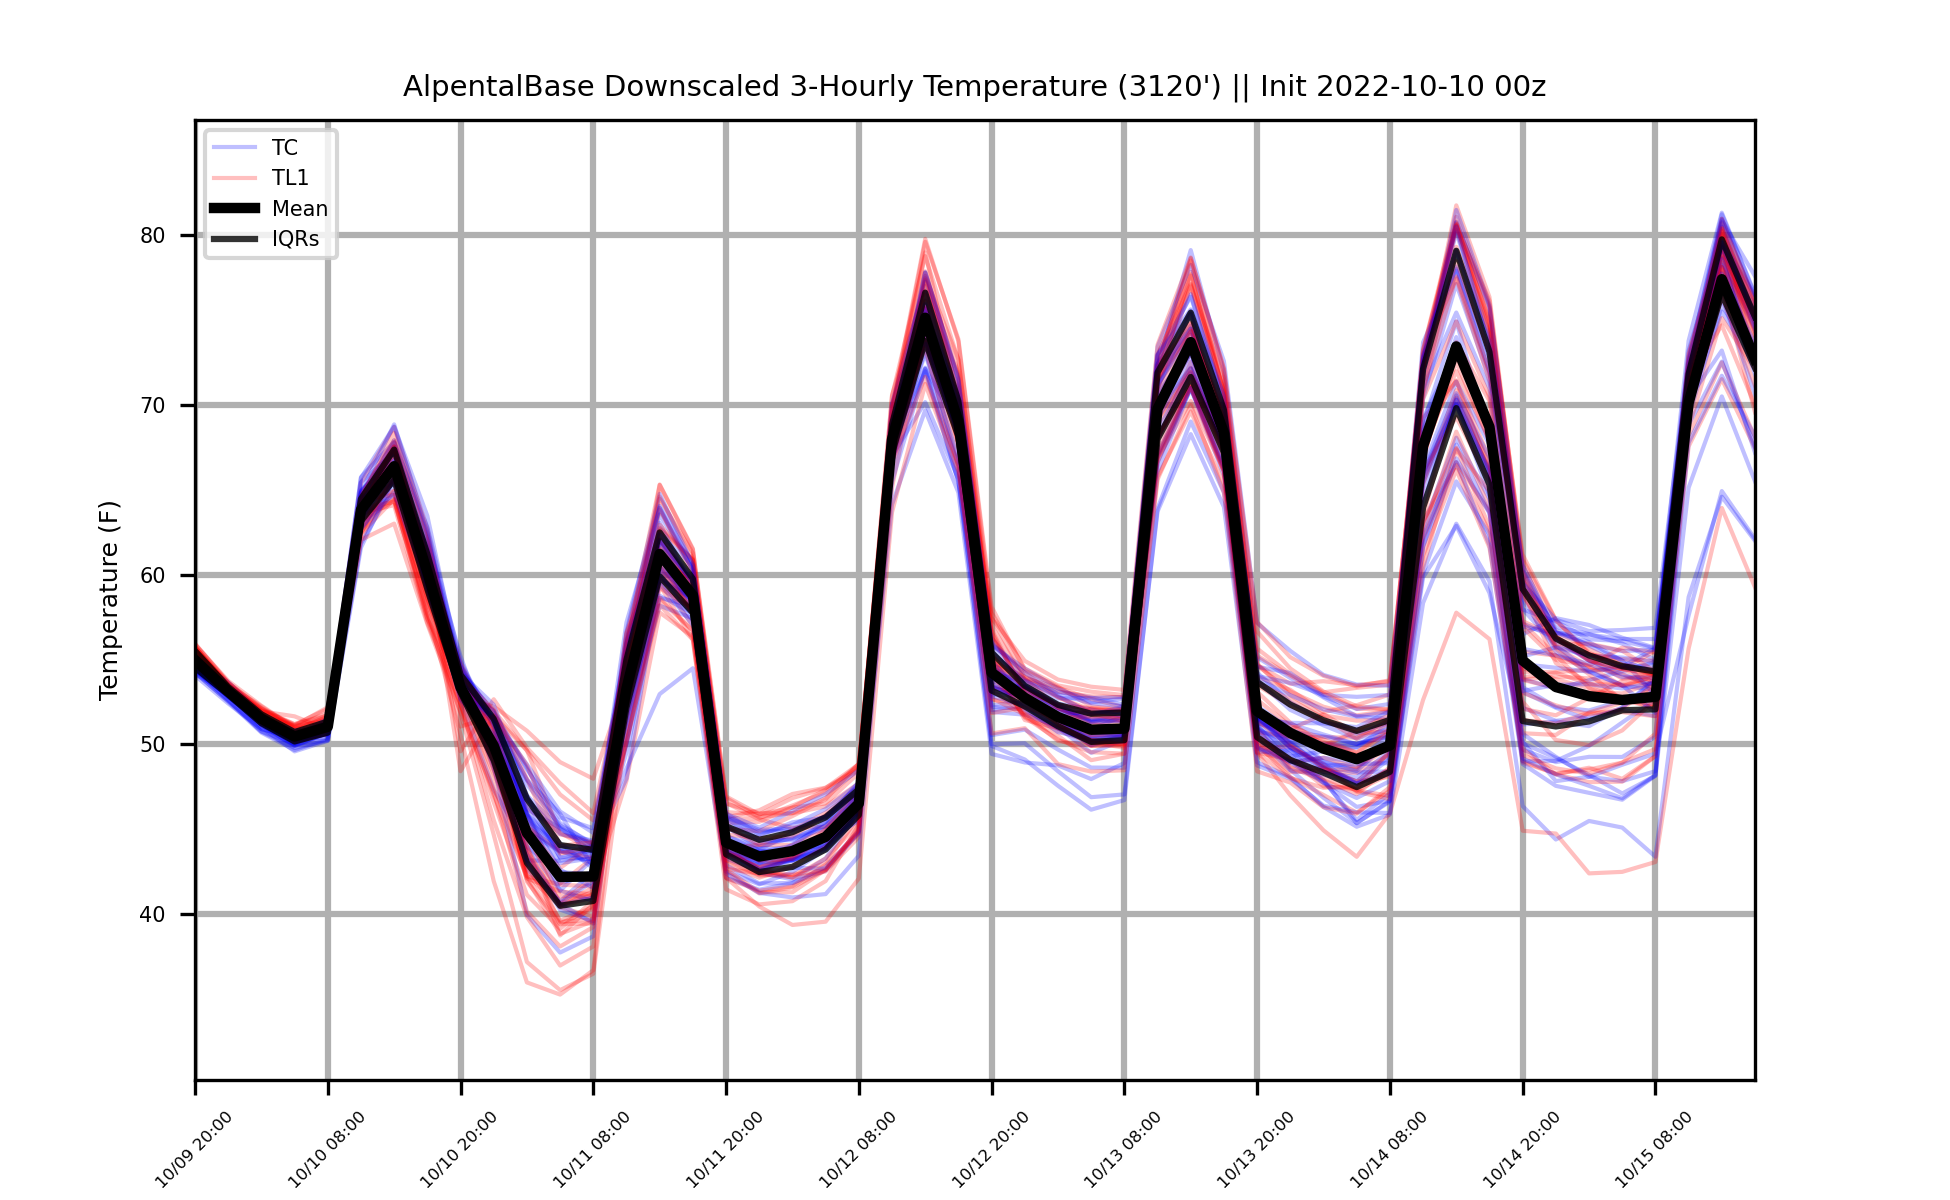 AlpentalBase Downscaled 3-Hourly Temperature (3120') || Init 2022-10-10 00z
TC
TL1
Mean
IQRs
Temperature (F)
80
70
60
50
40
10/09 20:00
10/10 08:00
10/10 20:00
10/11 08:00
10/11 20:00
10/12 08:00
10/12 20:00
10/13 08:00
10/13 20:00
10/14 08:00
10/14 20:00
10/15 08:00